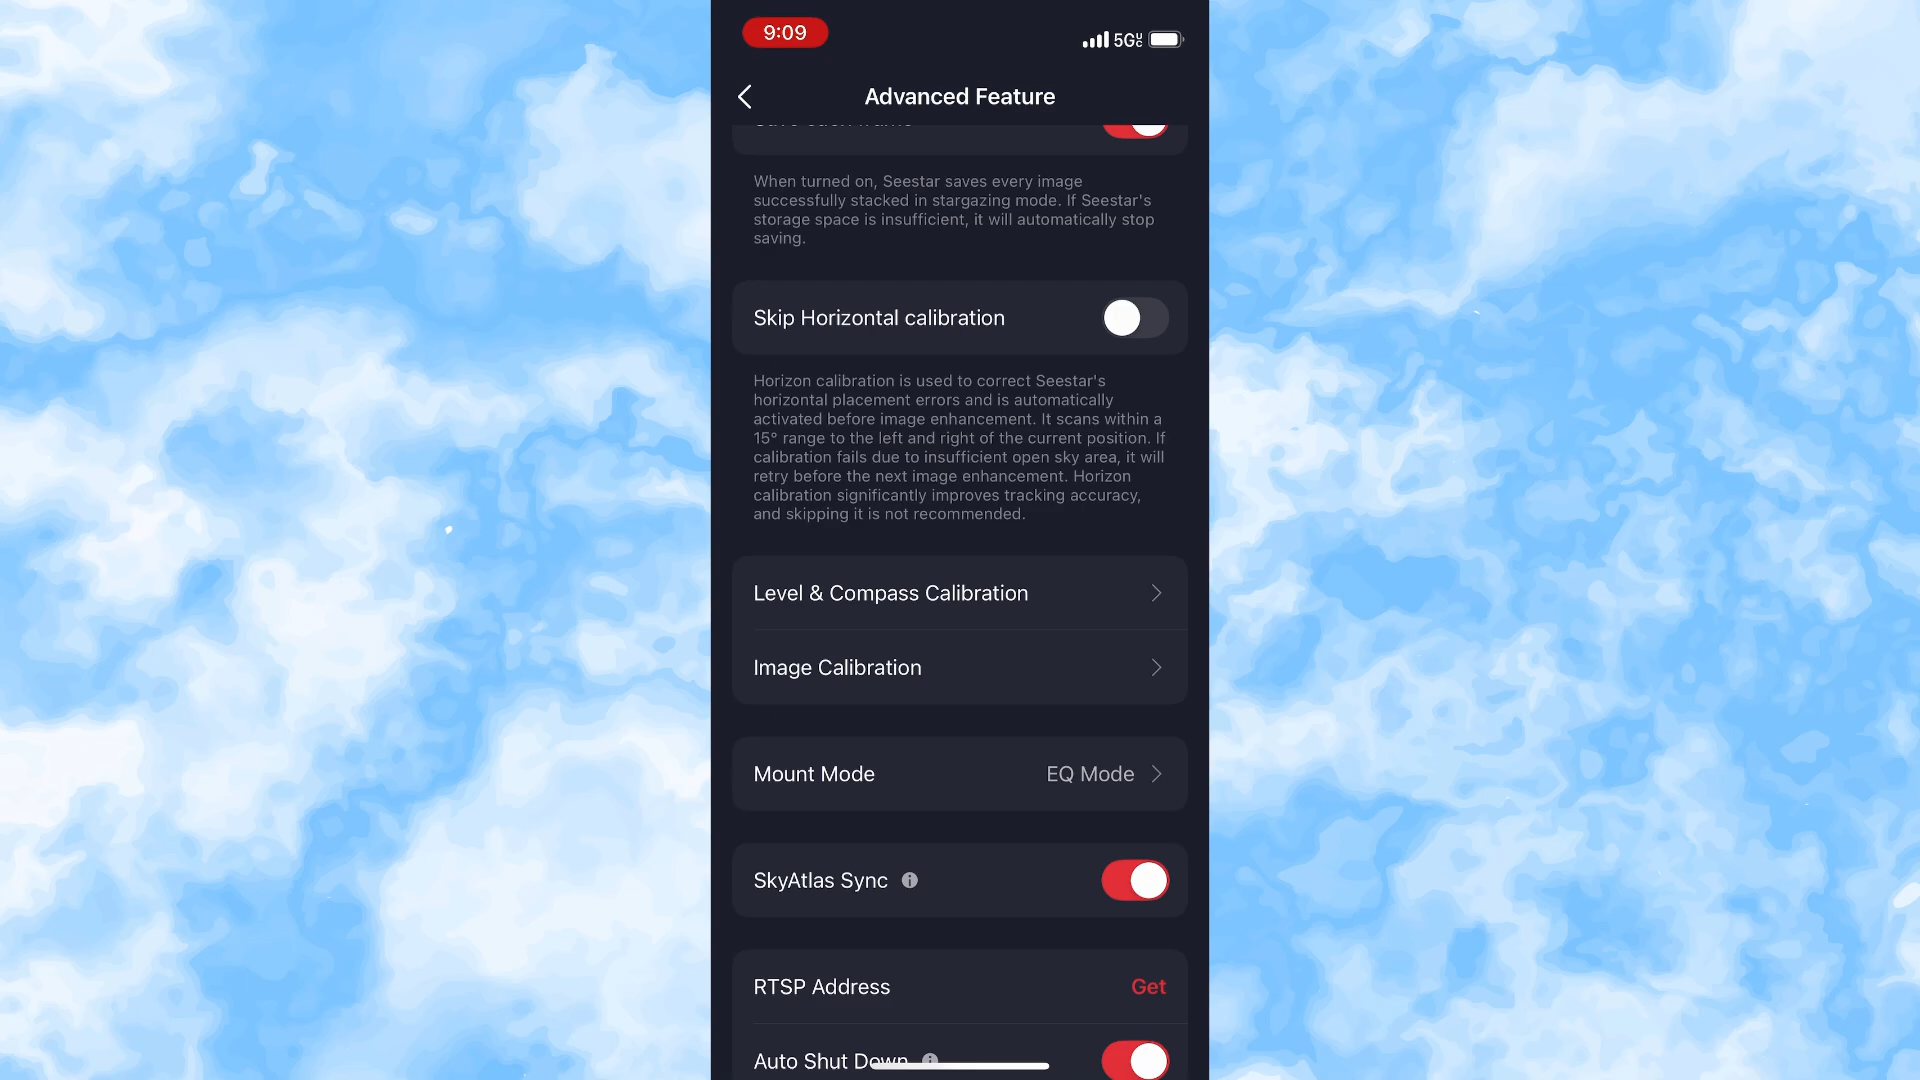 9:09
5G
Advanced Feature
When turned on, Seestar saves every image
successfully stacked in stargazing mode. If Seestar's
storage space is insufficient, it will automatically stop
saving.
Skip Horizontal calibration
Horizon calibration is used to correct Seestar's
horizontal placement errors and is automatically
activated before image enhancement. It scans within a
15° range to the left and right of the current position. If
calibration fails due to insufficient open sky area, it will
retry before the next image enhancement. Horizon
calibration significantly improves tracking accuracy,
and skipping it is not recommended.
Level & Compass Calibration
Image Calibration
Mount Mode EQ Mode
SkyAtlas Sync
RTSP Address Get
Auto Shut Down